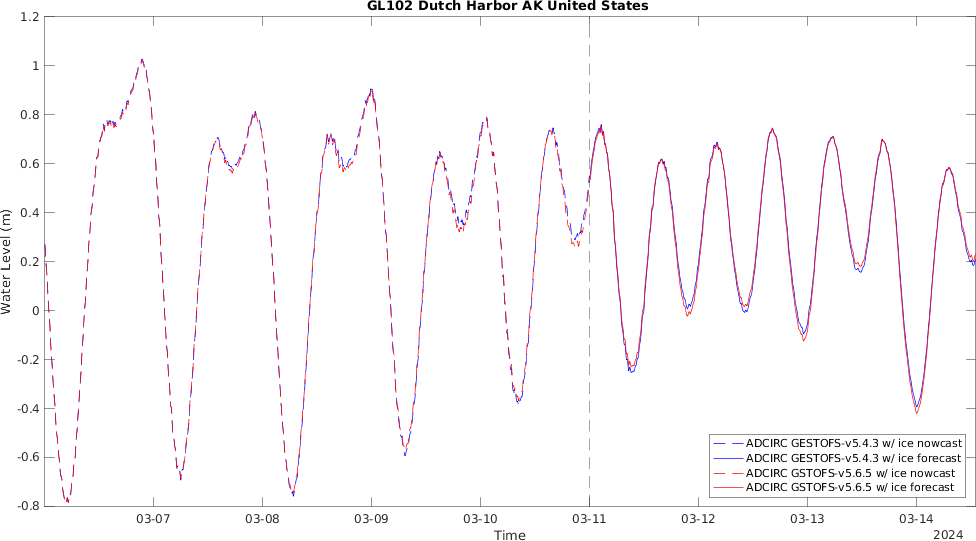 GL102 Dutch Harbor AK United States
1.2
1
0.8
0.6
0.4
0.2
0
-0.2
-0.4
-0.6
-0.8
Water Level (m)
ADCIRC GESTOFS-v5.4.3 w/ ice nowcast
ADCIRC GESTOFS-v5.4.3 w/ ice forecast
ADCIRC GSTOFS-v5.6.5 w/ ice nowcast
ADCIRC GSTOFS-v5.6.5 w/ ice forecast
03-07 03-08 03-09 03-10 03-11 03-12 03-13 03-14
Time
2024